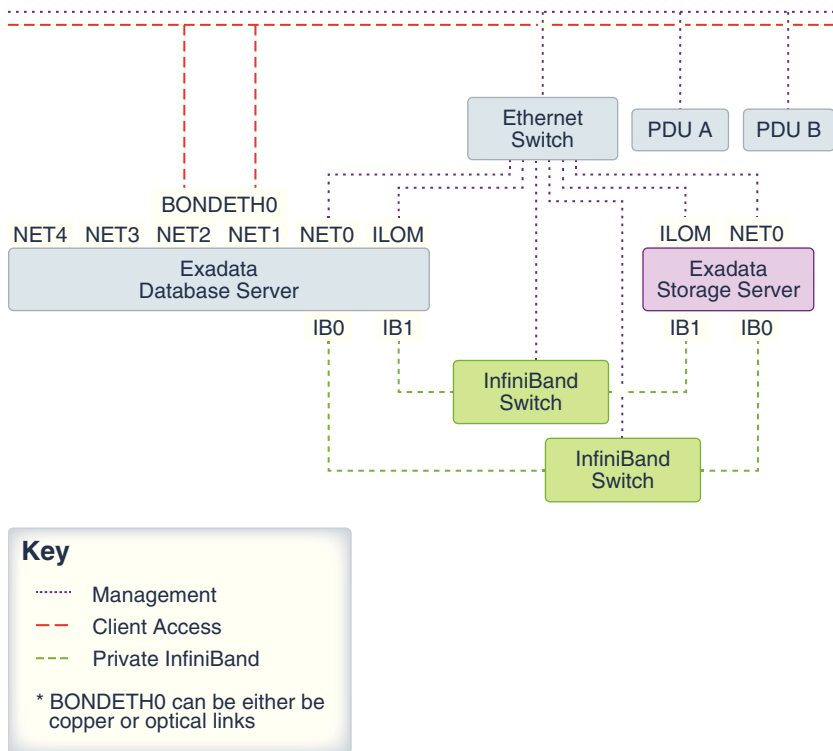 Ethernet
Switch
PDU A
PDU B
BONDETH0
NET4 NET3 NET2 NET1 NET0 ILOM
ILOM NET0
Exadata
Database Server
Exadata
Storage Server
IB0 IB1
IB1 IB0
InfiniBand
Switch
InfiniBand
Switch
Key
Management
Client Access
Private InfiniBand
* BONDETH0 can be either be
copper or optical links